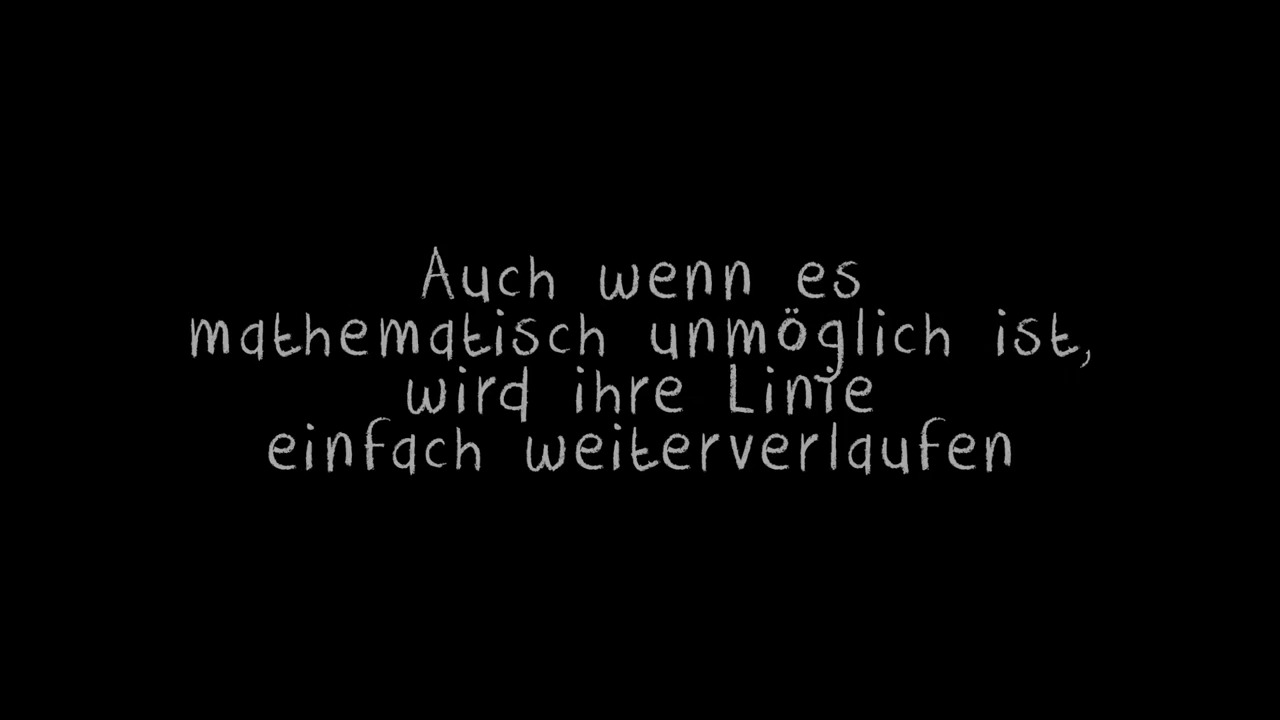 Auch wenn es
mathematisch unmöglich ist,
wird ihre Linie
einfach weiterverlaufen